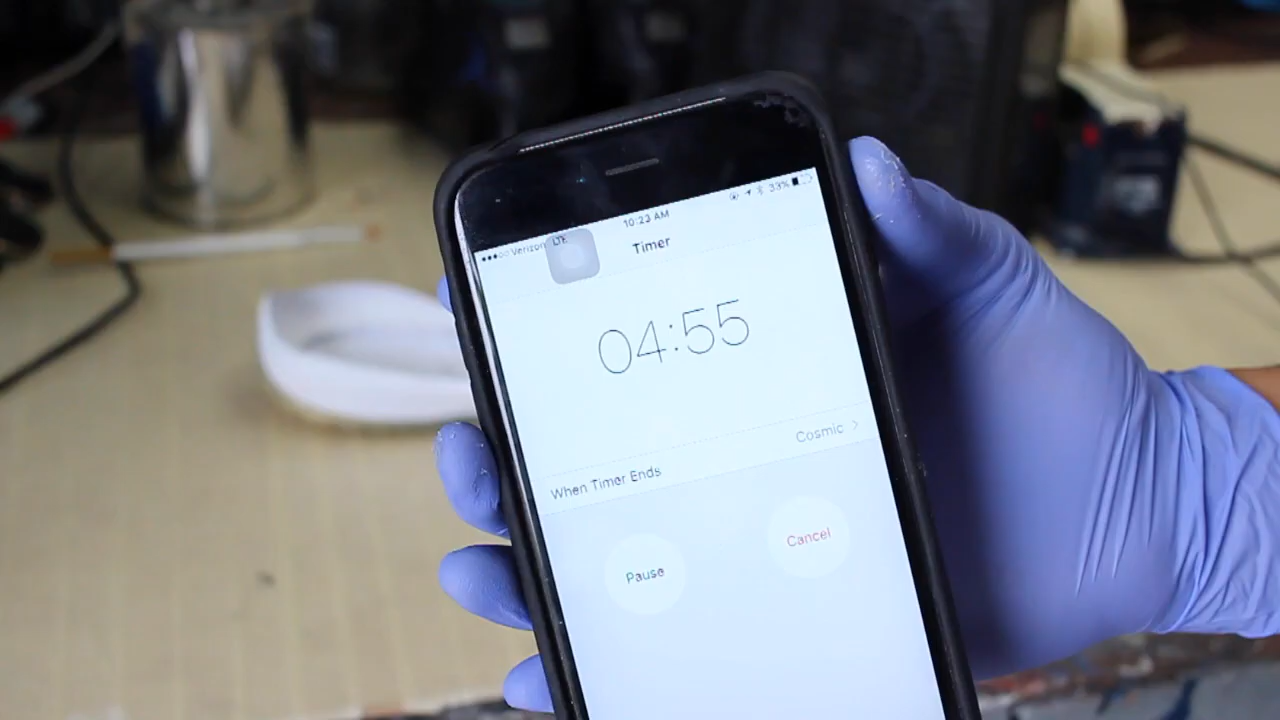 Verizon LTE 10:23 AM 33%
Timer
04:55
When Timer Ends Cosmic >
Pause Cancel